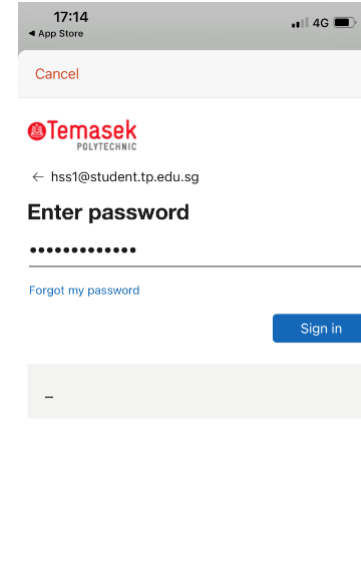 17:14
4G
◀ App Store
Cancel
Temasek
POLYTECHNIC
← hss1@student.tp.edu.sg
Enter password
•••••••••••••
Forgot my password
Sign in
_